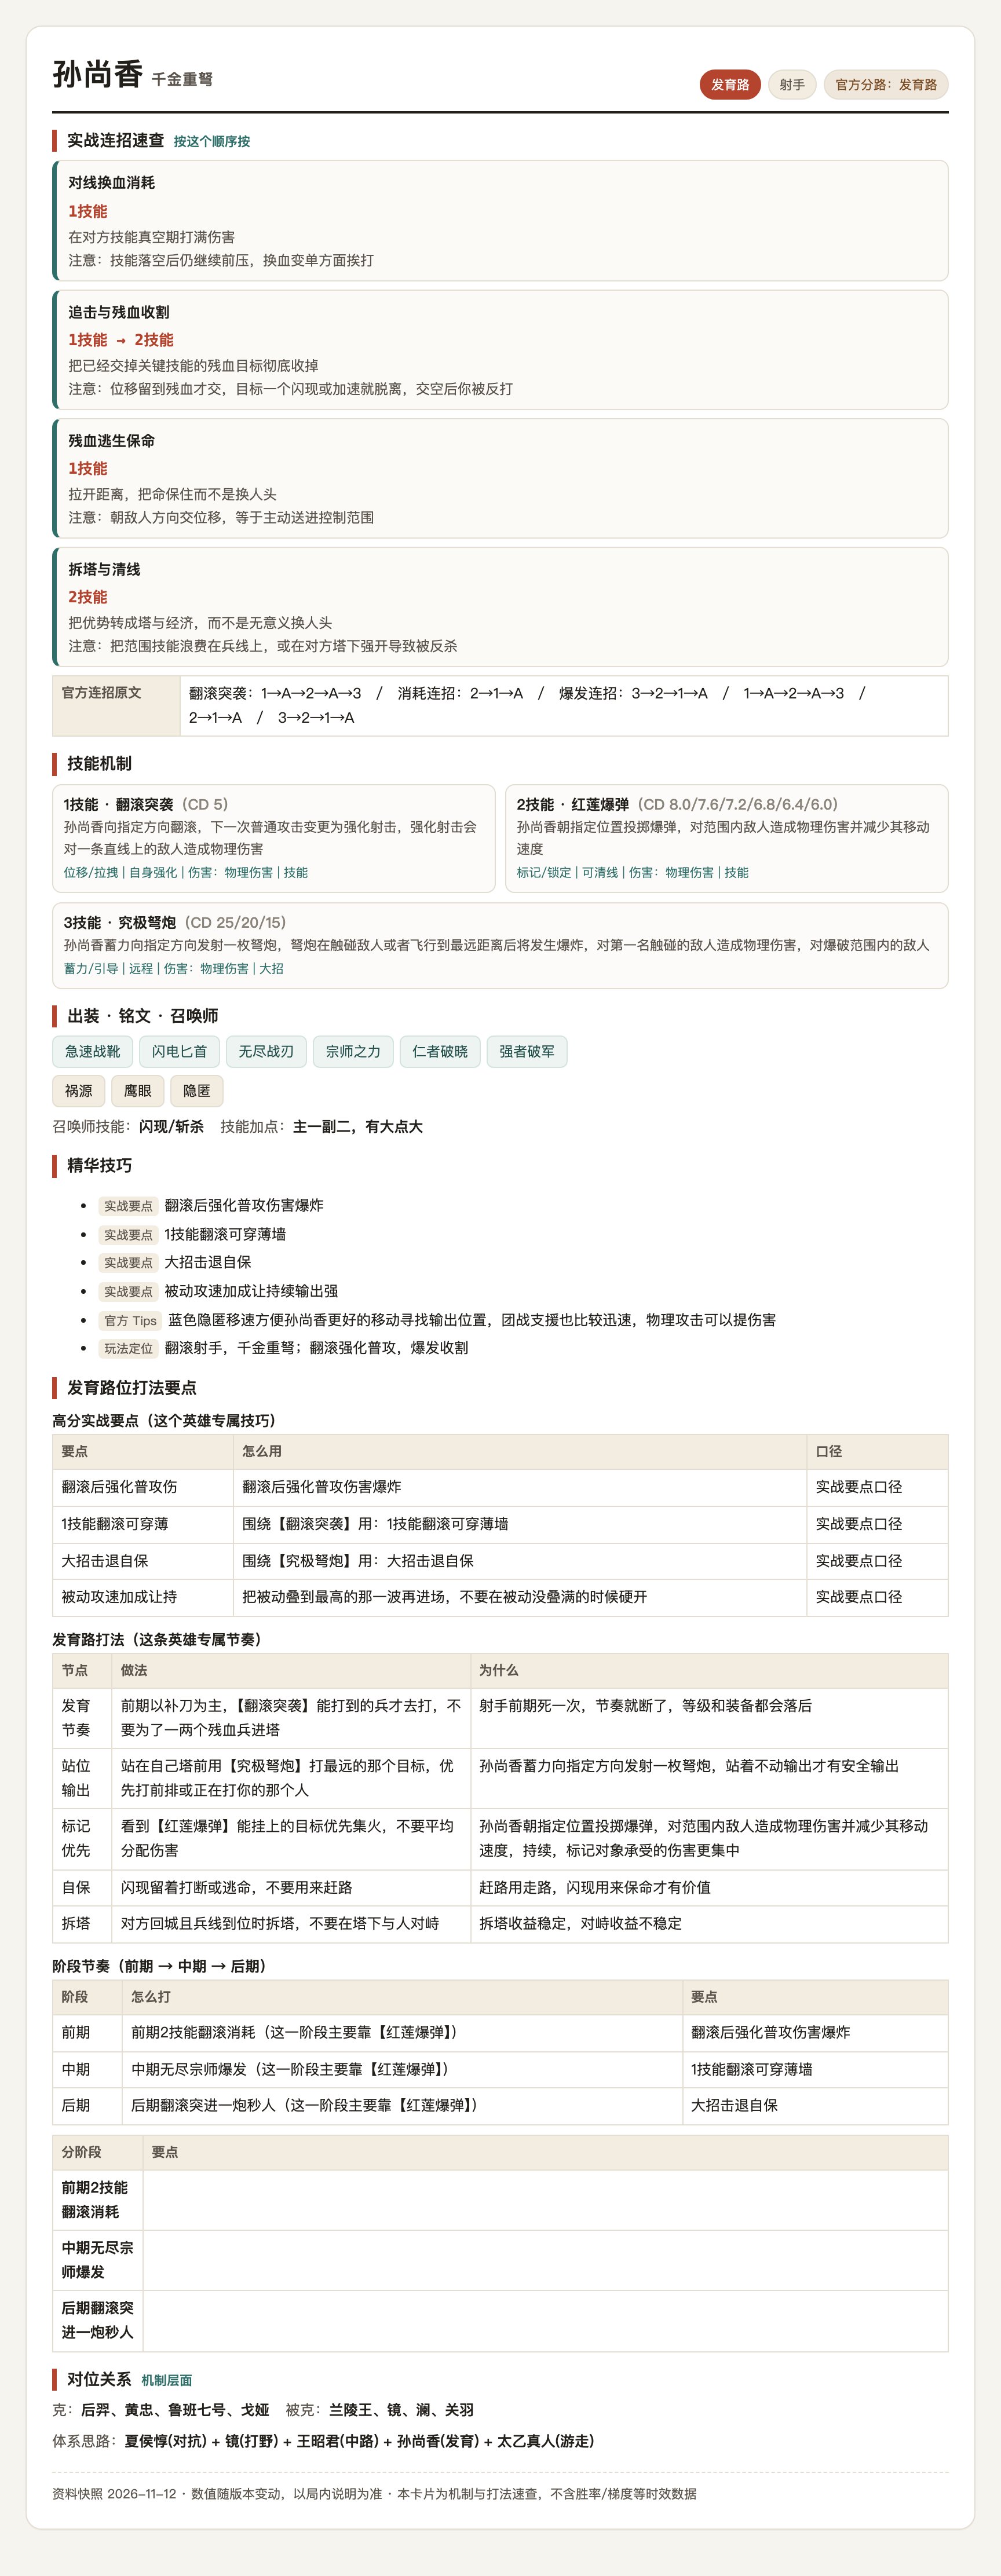 孙尚香 千金重弩
发育路 射手 官方分路：发育路
实战连招速查 按这个顺序按
对线换血消耗
1技能
在对方技能真空期打满伤害
注意：技能落空后仍继续前压，换血变单方面挨打
追击与残血收割
1技能 → 2技能
把已经交掉关键技能的残血目标彻底收掉
注意：位移留到残血才交，目标一个闪现或加速就脱离，交空后你被反打
残血逃生保命
1技能
拉开距离，把命保住而不是换人头
注意：朝敌人方向交位移，等于主动送进控制范围
拆塔与清线
2技能
把优势转成塔与经济，而不是无意义换人头
注意：把范围技能浪费在兵线上，或在对方塔下强开导致被反杀
官方连招原文
翻滚突袭：1→A→2→A→3 / 消耗连招：2→1→A / 爆发连招：3→2→1→A / 1→A→2→A→3 /
2→1→A / 3→2→1→A
技能机制
1技能 · 翻滚突袭（CD 5）
孙尚香向指定方向翻滚，下一次普通攻击变更为强化射击，强化射击会
对一条直线上的敌人造成物理伤害
位移/拉拽 | 自身强化 | 伤害：物理伤害 | 技能
2技能 · 红莲爆弹（CD 8.0/7.6/7.2/6.8/6.4/6.0）
孙尚香朝指定位置投掷爆弹，对范围内敌人造成物理伤害并减少其移动
速度
标记/锁定 | 可清线 | 伤害：物理伤害 | 技能
3技能 · 究极弩炮（CD 25/20/15）
孙尚香蓄力向指定方向发射一枚弩炮，弩炮在触碰敌人或者飞行到最远距离后将发生爆炸，对第一名触碰的敌人造成物理伤害，对爆破范围内的敌人
蓄力/引导 | 远程 | 伤害：物理伤害 | 大招
出装 · 铭文 · 召唤师
急速战靴 闪电匕首 无尽战刃 宗师之力 仁者破晓 强者破军
祸源 鹰眼 隐匿
召唤师技能：闪现/斩杀 技能加点：主一副二，有大点大
精华技巧
实战要点 翻滚后强化普攻伤害爆炸
实战要点 1技能翻滚可穿薄墙
实战要点 大招击退自保
实战要点 被动攻速加成让持续输出强
官方 Tips 蓝色隐匿移速方便孙尚香更好的移动寻找输出位置，团战支援也比较迅速，物理攻击可以提伤害
玩法定位 翻滚射手，千金重弩；翻滚强化普攻，爆发收割
发育路位打法要点
高分实战要点（这个英雄专属技巧）
要点 怎么用 口径
翻滚后强化普攻伤 翻滚后强化普攻伤害爆炸 实战要点口径
1技能翻滚可穿薄 围绕【翻滚突袭】用：1技能翻滚可穿薄墙 实战要点口径
大招击退自保 围绕【究极弩炮】用：大招击退自保 实战要点口径
被动攻速加成让持 把被动叠到最高的那一波再进场，不要在被动没叠满的时候硬开 实战要点口径
发育路打法（这条英雄专属节奏）
节点 做法 为什么
发育
节奏
前期以补刀为主，【翻滚突袭】能打到的兵才去打，不
要为了一两个残血兵进塔
射手前期死一次，节奏就断了，等级和装备都会落后
站位
输出
站在自己塔前用【究极弩炮】打最远的那个目标，优
先打前排或正在打你的那个人
孙尚香蓄力向指定方向发射一枚弩炮，站着不动输出才有安全输出
标记
优先
看到【红莲爆弹】能挂上的目标优先集火，不要平均
分配伤害
孙尚香朝指定位置投掷爆弹，对范围内敌人造成物理伤害并减少其移动
速度，持续，标记对象承受的伤害更集中
自保 闪现留着打断或逃命，不要用来赶路 赶路用走路，闪现用来保命才有价值
拆塔 对方回城且兵线到位时拆塔，不要在塔下与人对峙 拆塔收益稳定，对峙收益不稳定
阶段节奏（前期 → 中期 → 后期）
阶段 怎么打 要点
前期 前期2技能翻滚消耗（这一阶段主要靠【红莲爆弹】） 翻滚后强化普攻伤害爆炸
中期 中期无尽宗师爆发（这一阶段主要靠【红莲爆弹】） 1技能翻滚可穿薄墙
后期 后期翻滚突进一炮秒人（这一阶段主要靠【红莲爆弹】） 大招击退自保
分阶段 要点
前期2技能
翻滚消耗
中期无尽宗
师爆发
后期翻滚突
进一炮秒人
对位关系 机制层面
克：后羿、黄忠、鲁班七号、戈娅 被克：兰陵王、镜、澜、关羽
体系思路：夏侯惇(对抗) + 镜(打野) + 王昭君(中路) + 孙尚香(发育) + 太乙真人(游走)
资料快照 2026-11-12 · 数值随版本变动，以局内说明为准 · 本卡片为机制与打法速查，不含胜率/梯度等时效数据